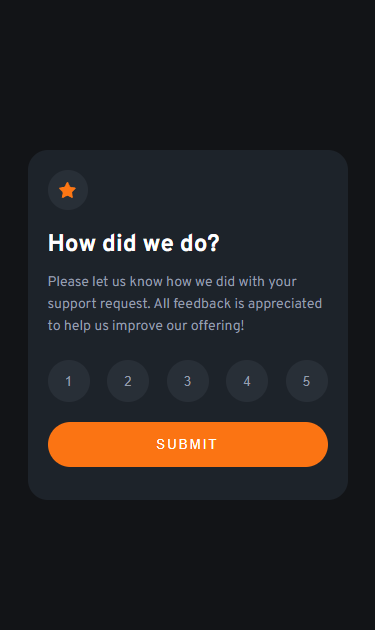 How did we do?
Please let us know how we did with your
support request. All feedback is appreciated
to help us improve our offering!
1 2 3 4 5
SUBMIT